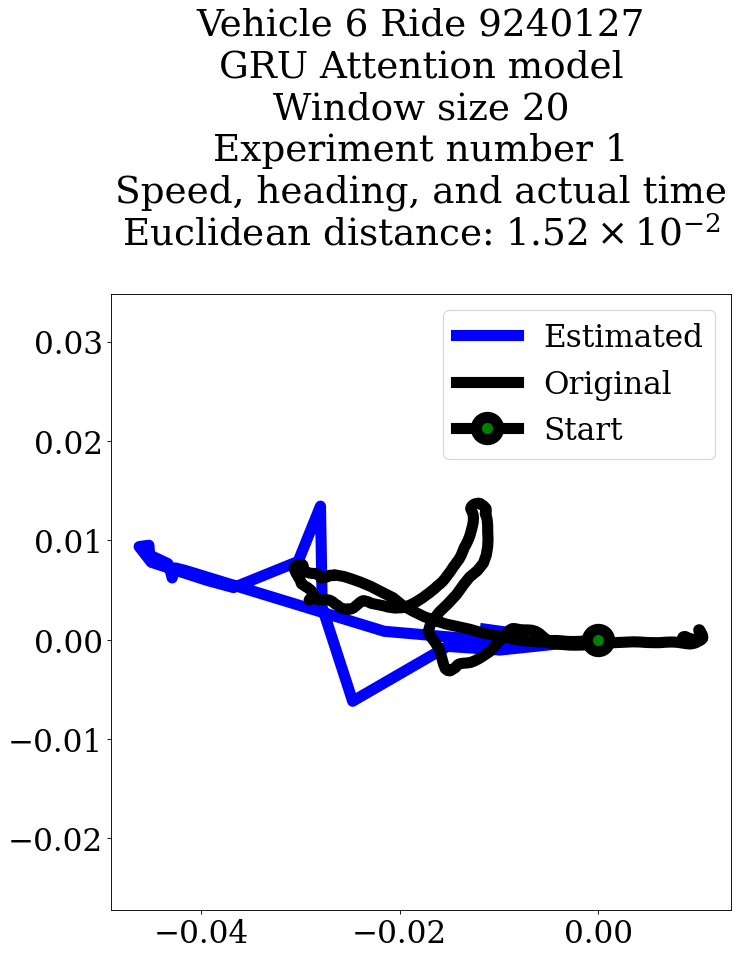 Vehicle 6 Ride 9240127
GRU Attention model
Window size 20
Experiment number 1
Speed, heading, and actual time
Euclidean distance: 1.52 × 10⁻²
Estimated
Original
Start
0.03
0.02
0.01
0.00
−0.01
−0.02
−0.04
−0.02
0.00